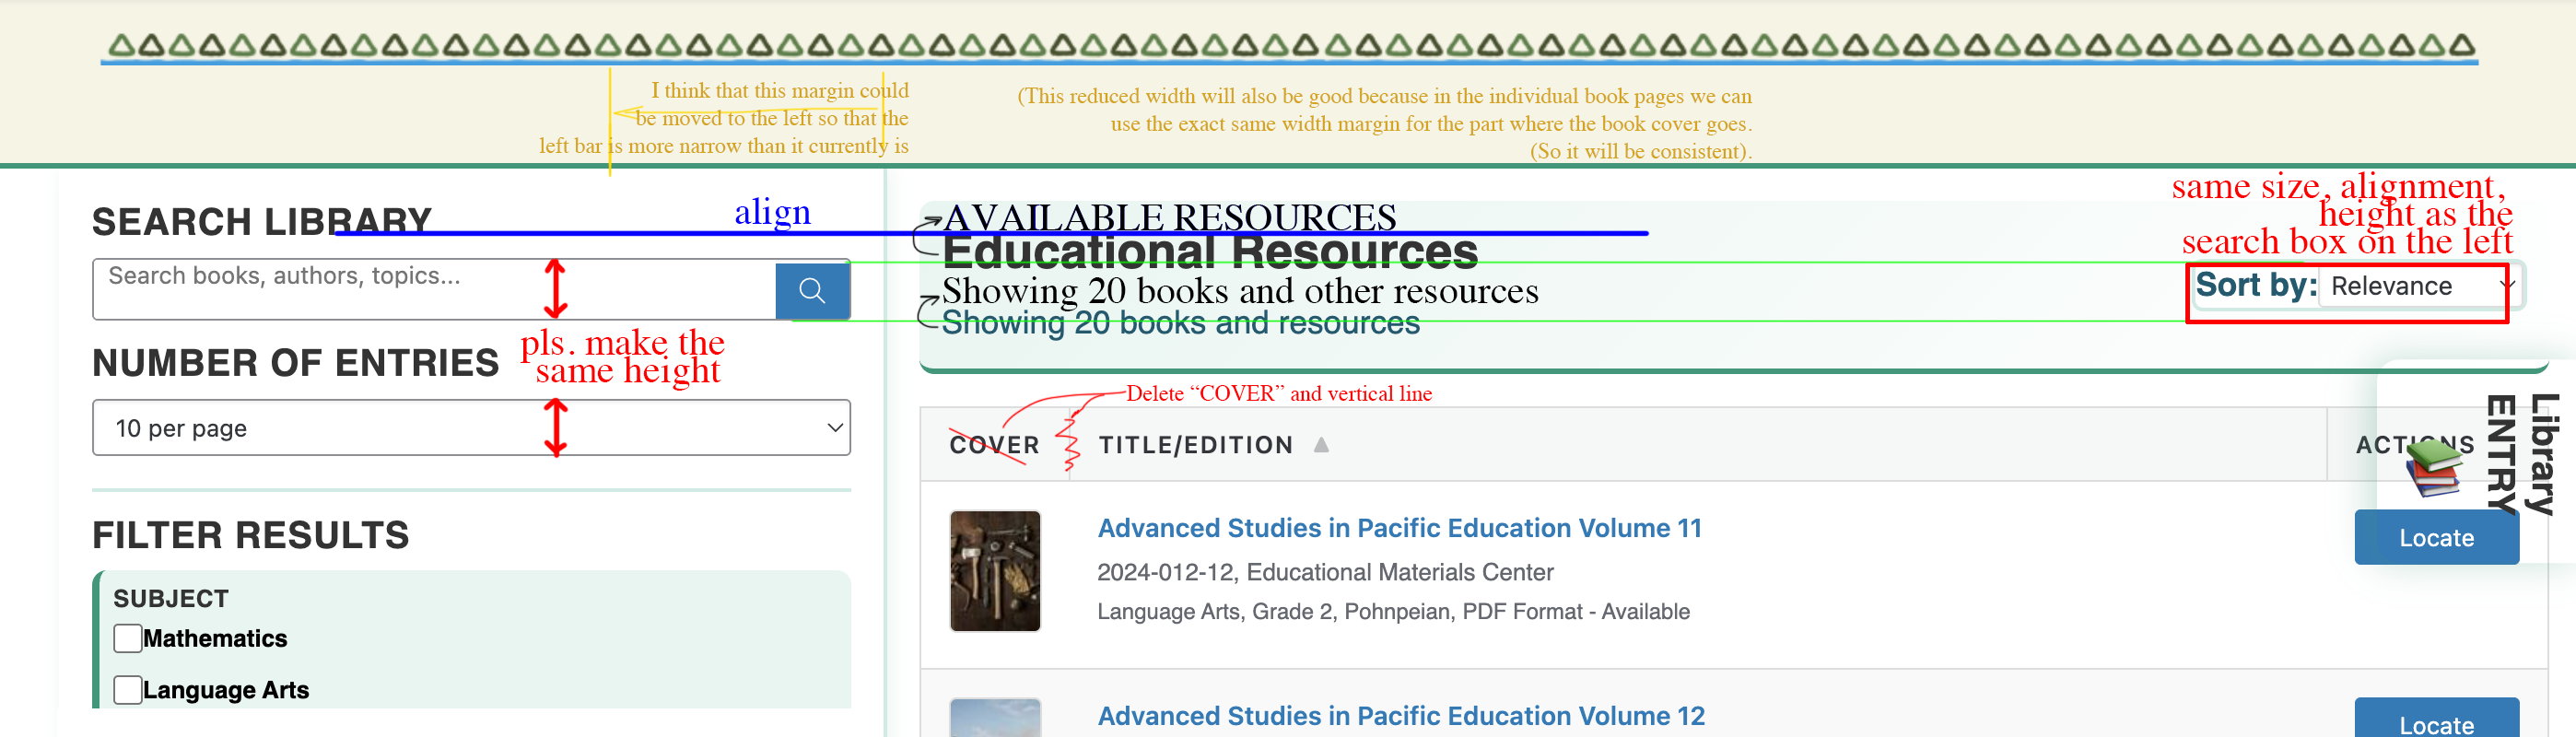 I think that this margin could
be moved to the left so that the
left bar is more narrow than it currently is
(This reduced width will also be good because in the individual book pages we can
use the exact same width margin for the part where the book cover goes.
(So it will be consistent).
SEARCH LIBRARY
align
AVAILABLE RESOURCES
Educational Resources
same size, alignment,
height as the
search box on the left
Search books, authors, topics...
Showing 20 books and other resources
Showing 20 books and resources
Sort by: Relevance
NUMBER OF ENTRIES
pls. make the
same height
10 per page
Delete “COVER” and vertical line
COVER
TITLE/EDITION ▲
ACTIONS
Library
ENTRY
FILTER RESULTS
SUBJECT
Mathematics
Language Arts
Advanced Studies in Pacific Education Volume 11
2024-012-12, Educational Materials Center
Language Arts, Grade 2, Pohnpeian, PDF Format - Available
Locate
Advanced Studies in Pacific Education Volume 12
Locate